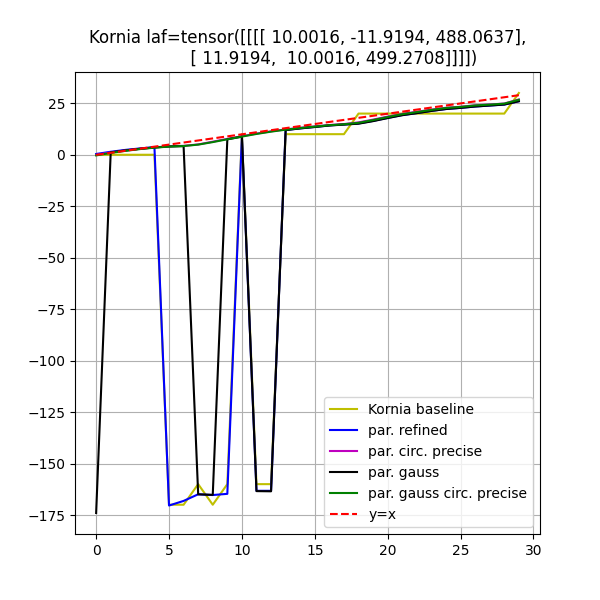 Kornia laf=tensor([[[[ 10.0016, -11.9194, 488.0637],
[ 11.9194,  10.0016, 499.2708]]]])
25
0
−25
−50
−75
−100
−125
−150
−175
0 5 10 15 20 25 30
Kornia baseline
par. refined
par. circ. precise
par. gauss
par. gauss circ. precise
y=x